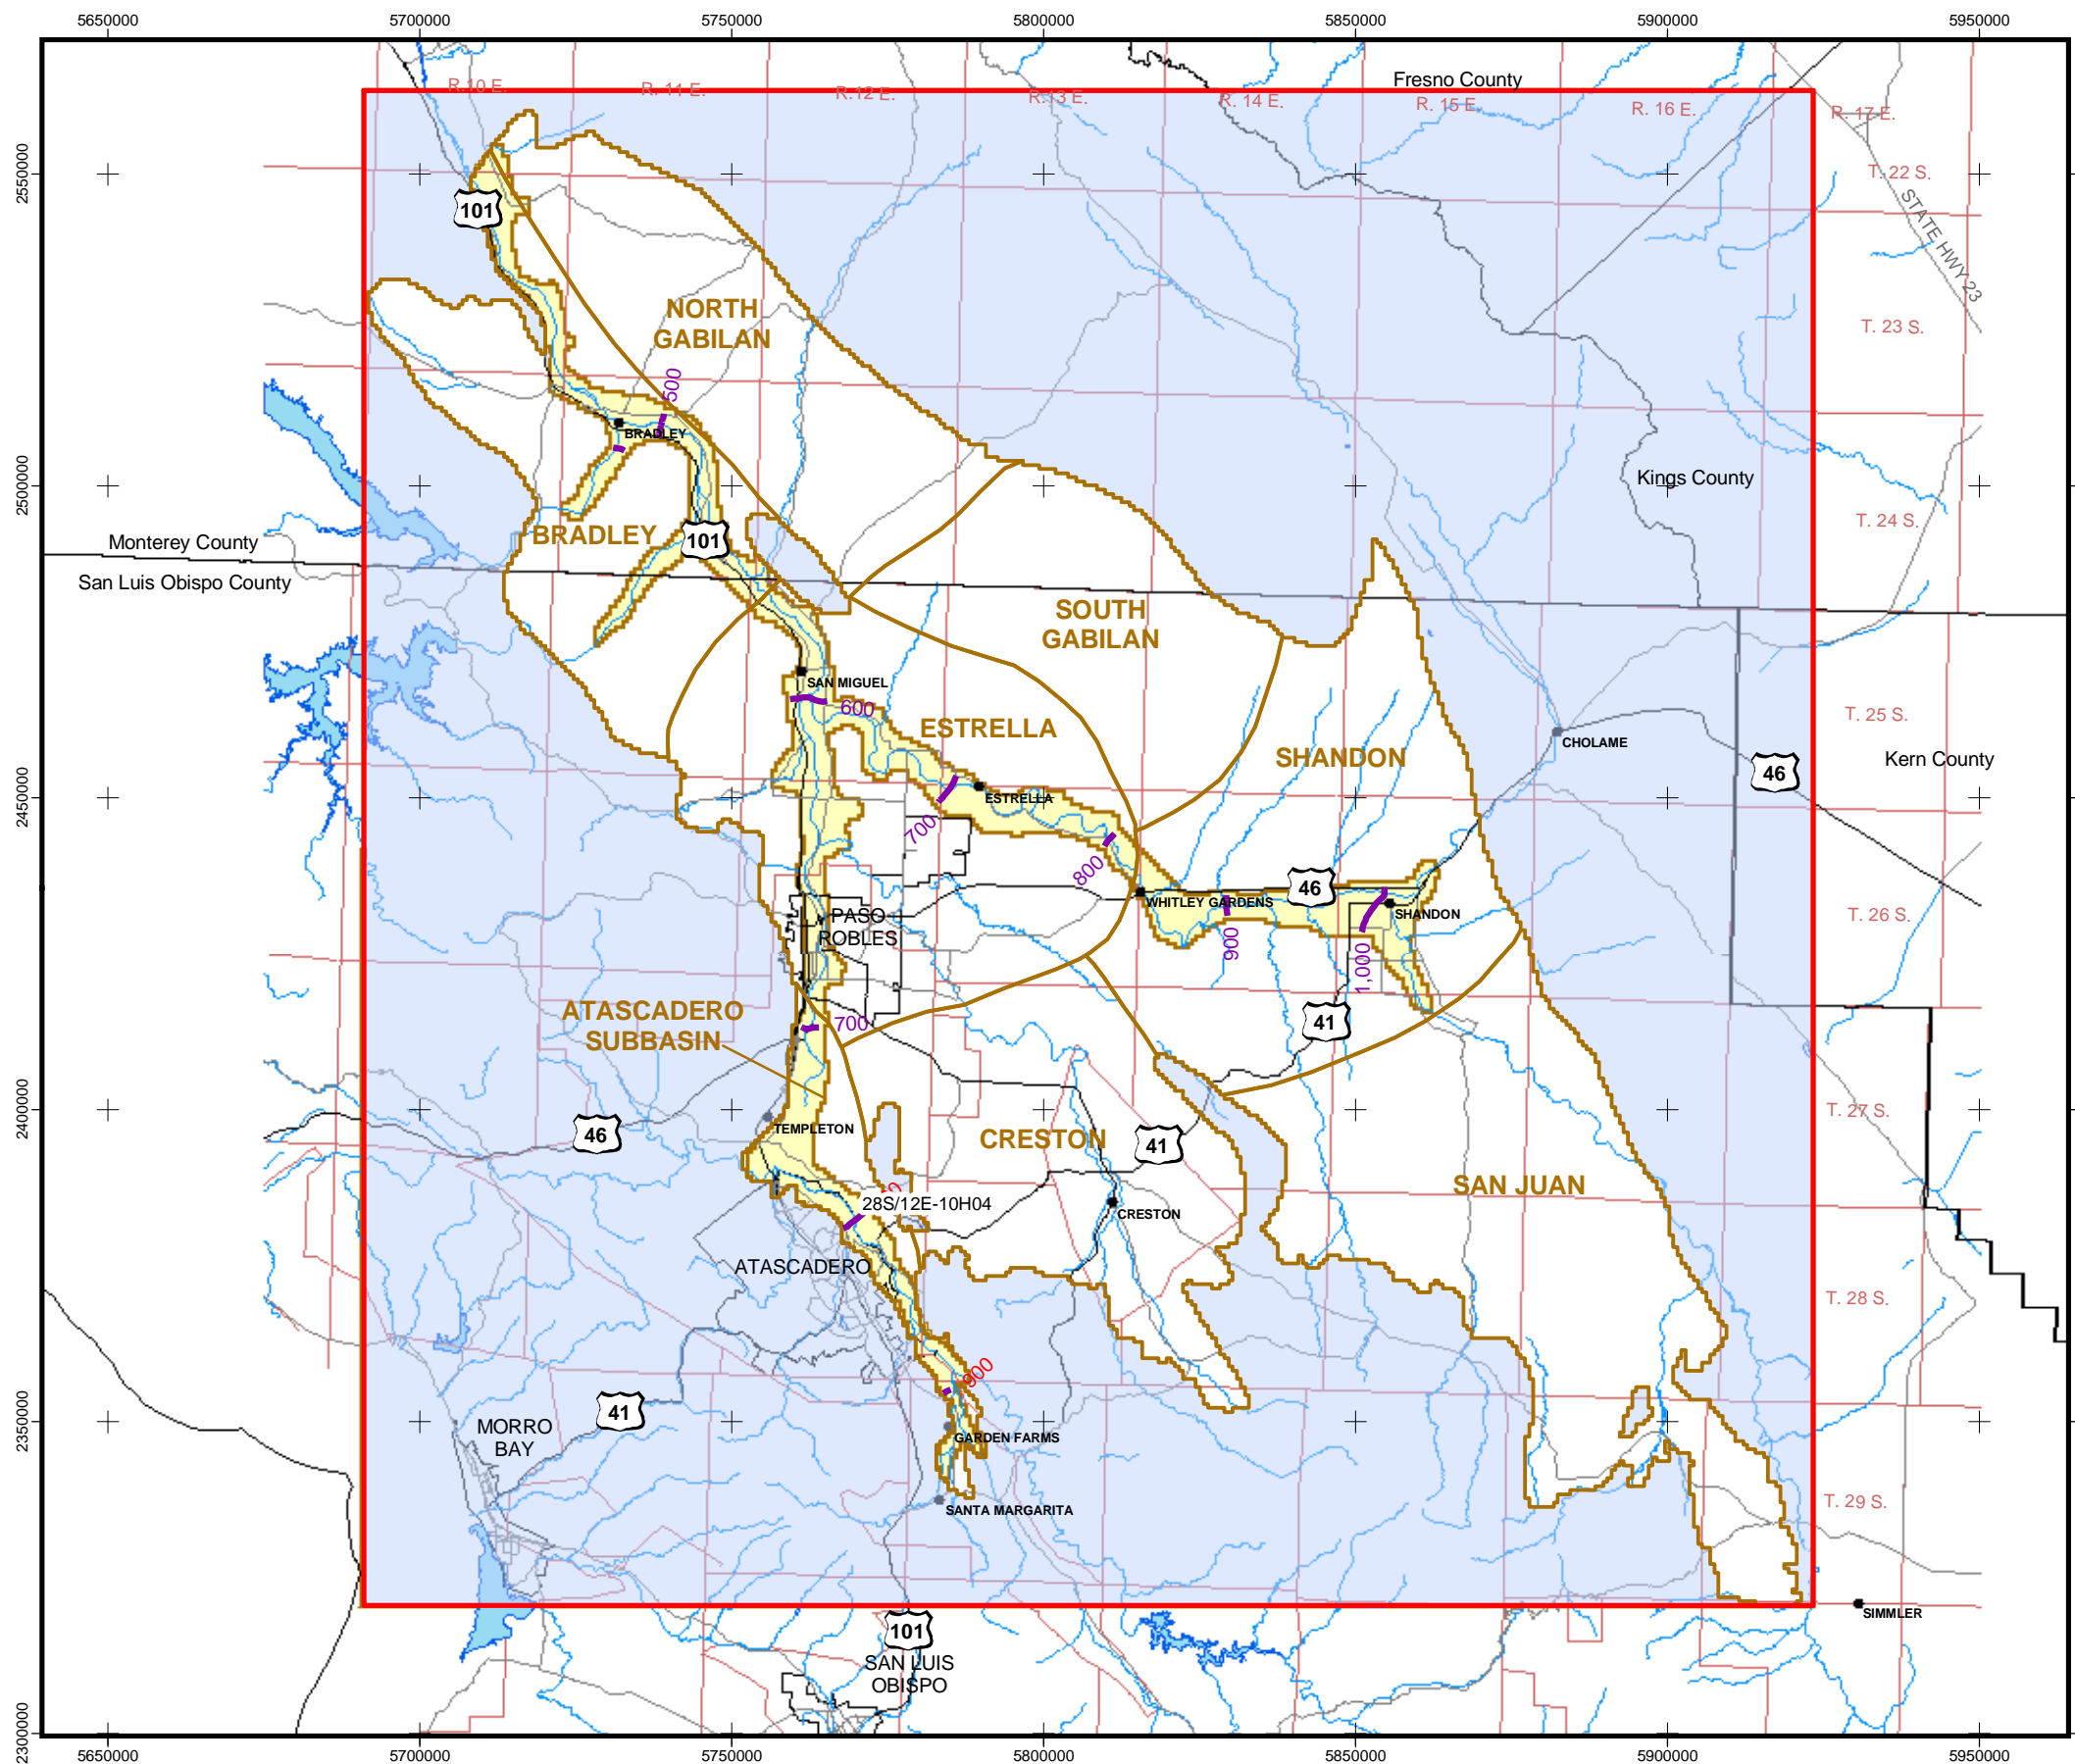 5650000
5700000
5750000
5800000
5850000
5900000
5950000
Fresno County
R. 10 E.
R. 11 E.
R. 12 E.
R. 13 E.
R. 14 E.
R. 15 E.
R. 16 E.
R. 17 E.
2550000
T. 22 S.
STATE HWY 23
101
NORTH
GABILAN
T. 23 S.
500
BRADLEY
2500000
Kings County
T. 24 S.
BRADLEY
101
Monterey County
San Luis Obispo County
SOUTH
GABILAN
SAN MIGUEL
600
ESTRELLA
T. 25 S.
CHOLAME
SHANDON
Kern County
46
2450000
ESTRELLA
700
800
46
WHITLEY GARDENS
SHANDON
T. 26 S.
PASO
ROBLES
900
1,000
ATASCADERO
SUBBASIN
700
41
2400000
T. 27 S.
46
TEMPLETON
CRESTON
41
SAN JUAN
28S/12E-10H04
CRESTON
ATASCADERO
T. 28 S.
900
2350000
41
MORRO
BAY
GARDEN FARMS
SANTA MARGARITA
T. 29 S.
SIMMLER
101
SAN LUIS
OBISPO
2300000
5650000
5700000
5750000
5800000
5850000
5900000
5950000